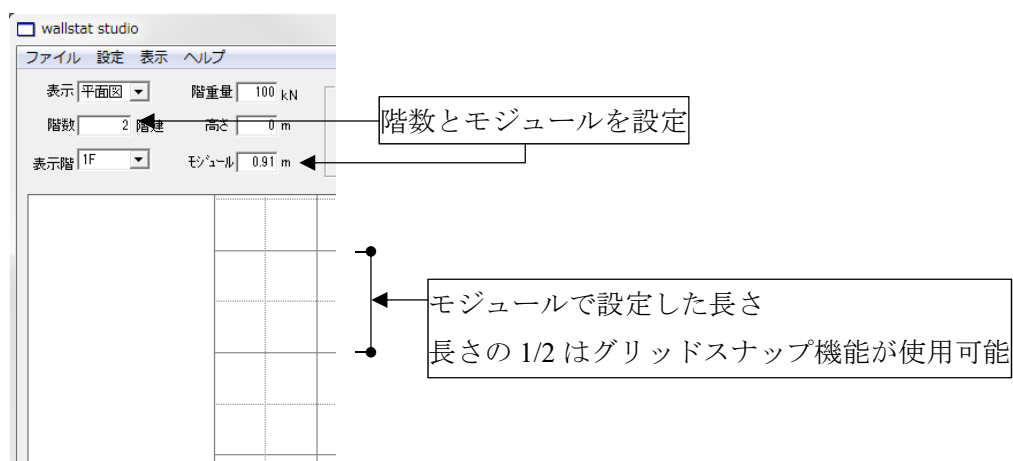 wallstat studio
ファイル 設定 表示 ヘルプ
表示 平面図 階重量 100 kN
階数 2 階建 高さ 0 m
表示階 1F モジュール 0.91 m
階数とモジュールを設定
モジュールで設定した長さ
長さの 1/2 はグリッドスナップ機能が使用可能